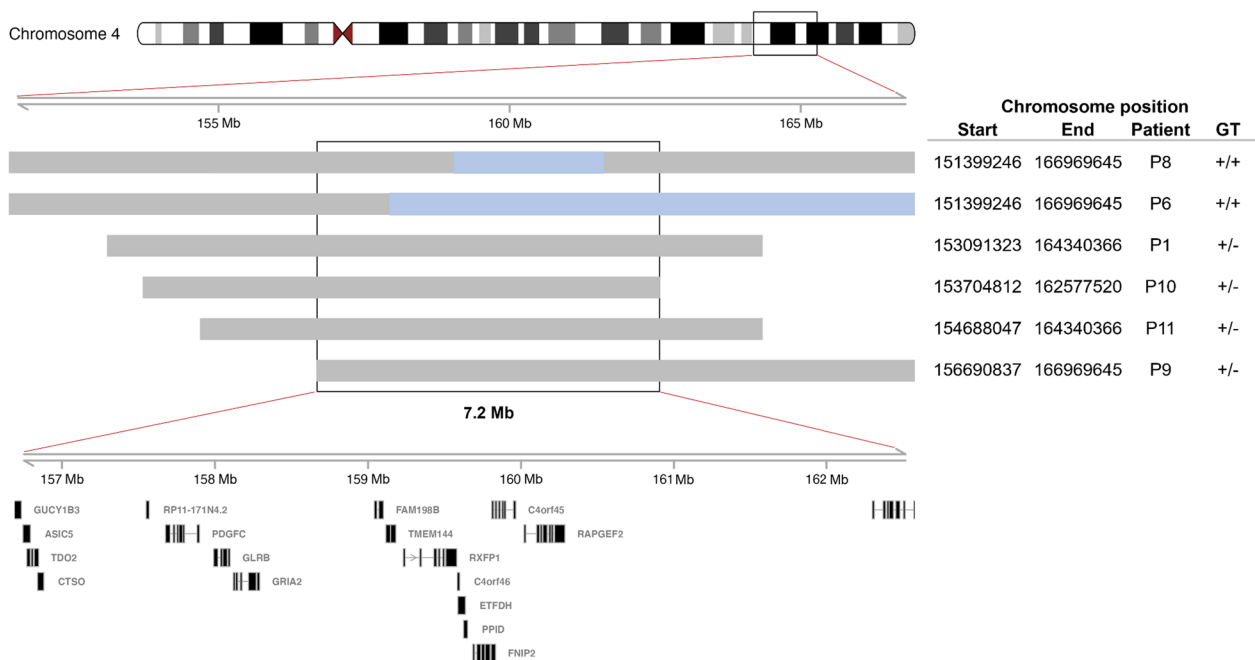 Chromosome 4
155 Mb 160 Mb 165 Mb
Chromosome position
Start End Patient GT
151399246 166969645 P8 +/+
151399246 166969645 P6 +/+
153091323 164340366 P1 +/-
153704812 162577520 P10 +/-
154688047 164340366 P11 +/-
156690837 166969645 P9 +/-
7.2 Mb
157 Mb 158 Mb 159 Mb 160 Mb 161 Mb 162 Mb
GUCY1B3 RP11-171N4.2 FAM198B C4orf45
ASIC5 PDGFC TMEM144 RAPGEF2
TDO2 GLRB RXFP1
CTSO GRIA2 C4orf46
ETFDH
PPID
FNIP2